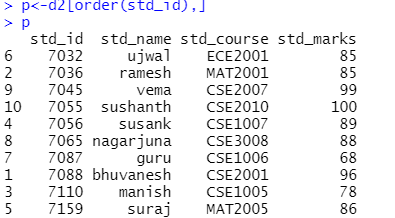 > p<-d2[order(std_id),]
> p
std_id std_name std_course std_marks
6 7032 ujwal ECE2001 85
2 7036 ramesh MAT2001 85
9 7045 vema CSE2007 99
10 7055 sushanth CSE2010 100
4 7056 susank CSE1007 89
8 7065 nagarjuna CSE3008 88
7 7087 guru CSE1006 68
1 7088 bhuvanesh CSE2001 96
3 7110 manish CSE1005 78
5 7159 suraj MAT2005 86